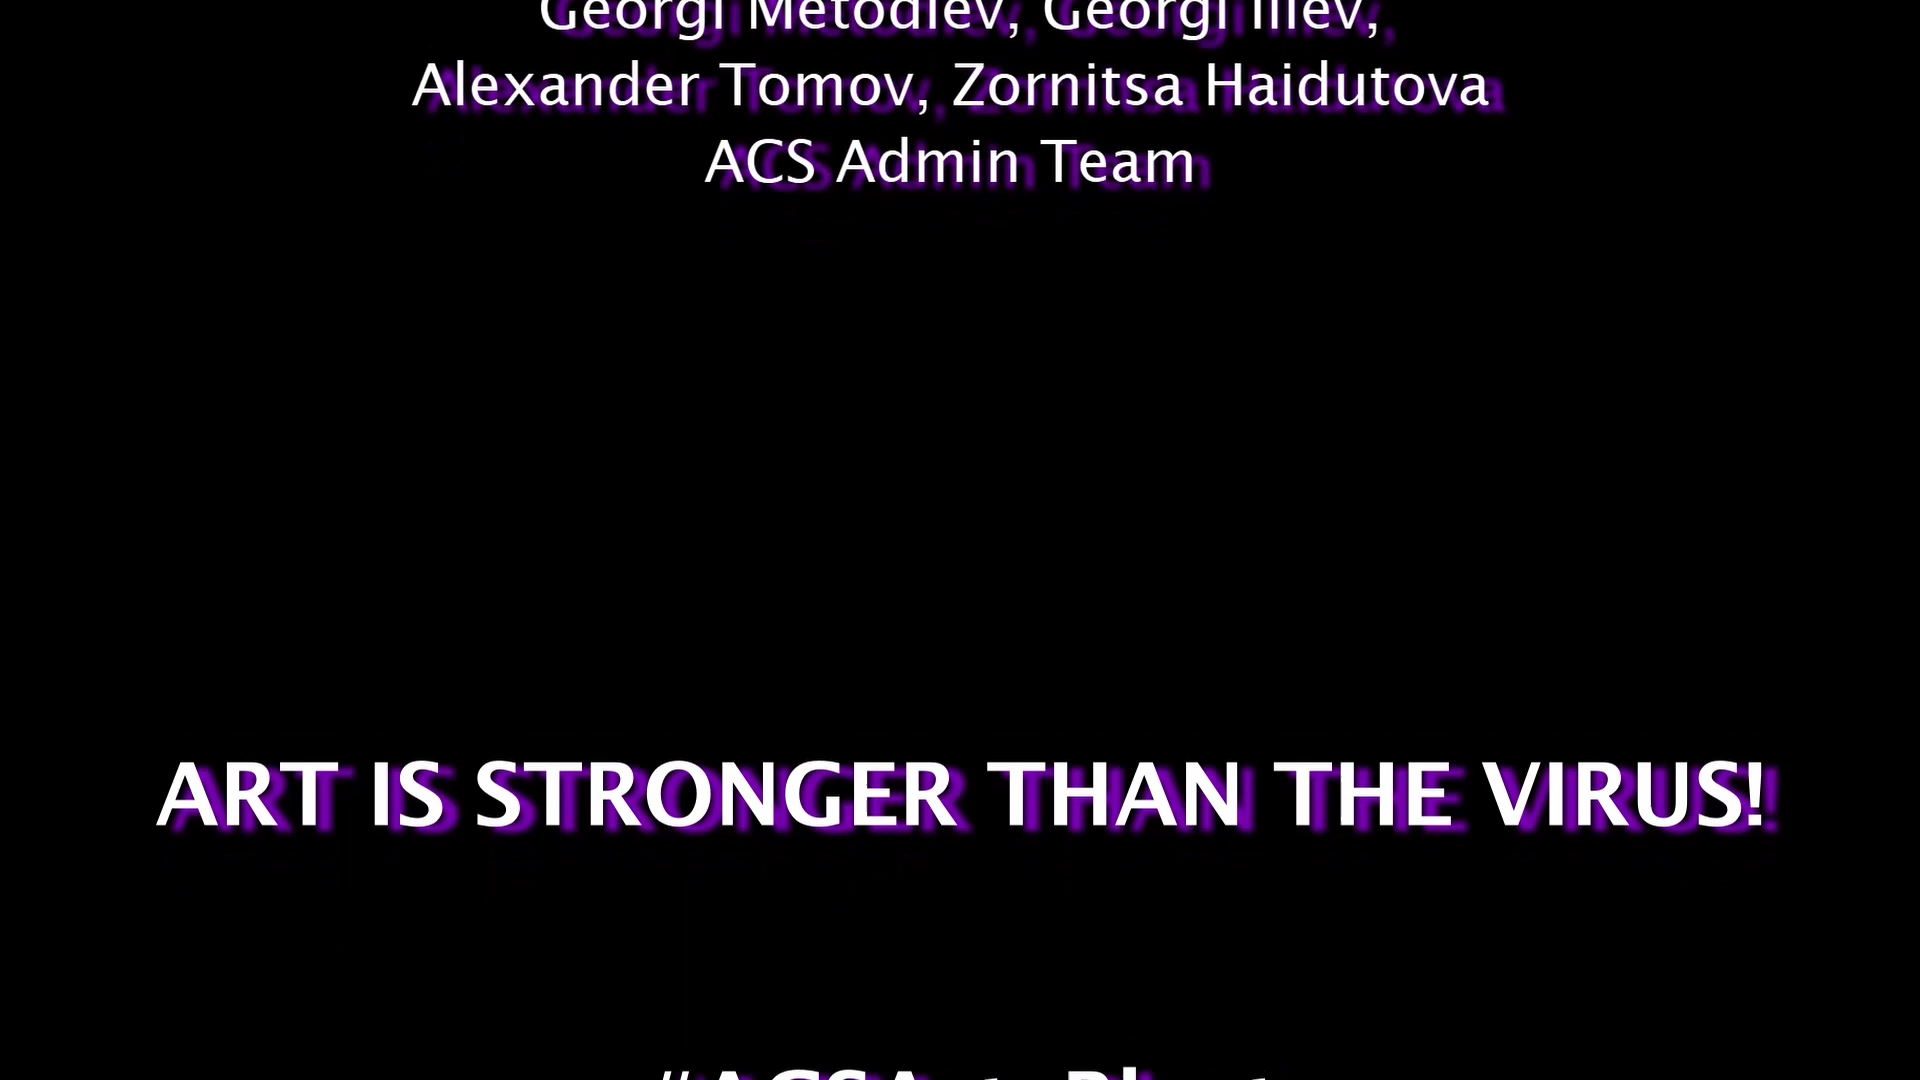 Georgi Metodiev, Georgi Iliev,
Alexander Tomov, Zornitsa Haidutova
ACS Admin Team
ART IS STRONGER THAN THE VIRUS!